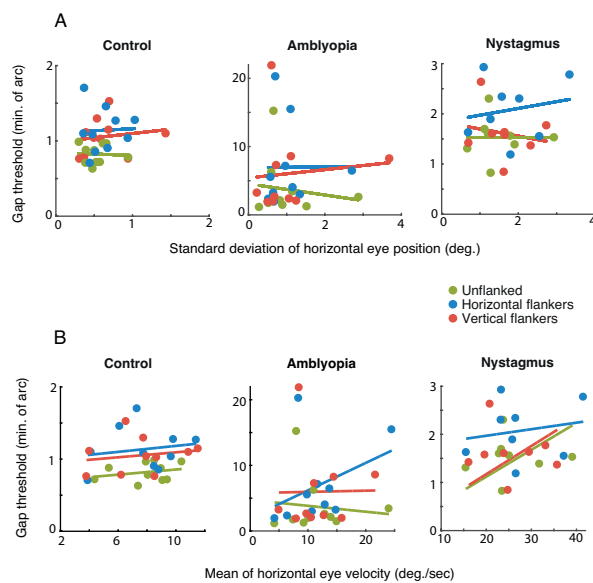 A
Control
Amblyopia
Nystagmus
Gap threshold (min. of arc)
2
1
0
0
1
2
20
10
0
0
2
4
3
2
1
0
0
2
4
Standard deviation of horizontal eye position (deg.)
Unflanked
Horizontal flankers
Vertical flankers
B
Control
Amblyopia
Nystagmus
Gap threshold (min. of arc)
2
1
0
2
6
10
20
10
0
0
10
20
3
2
1
0
10
20
30
40
Mean of horizontal eye velocity (deg./sec)